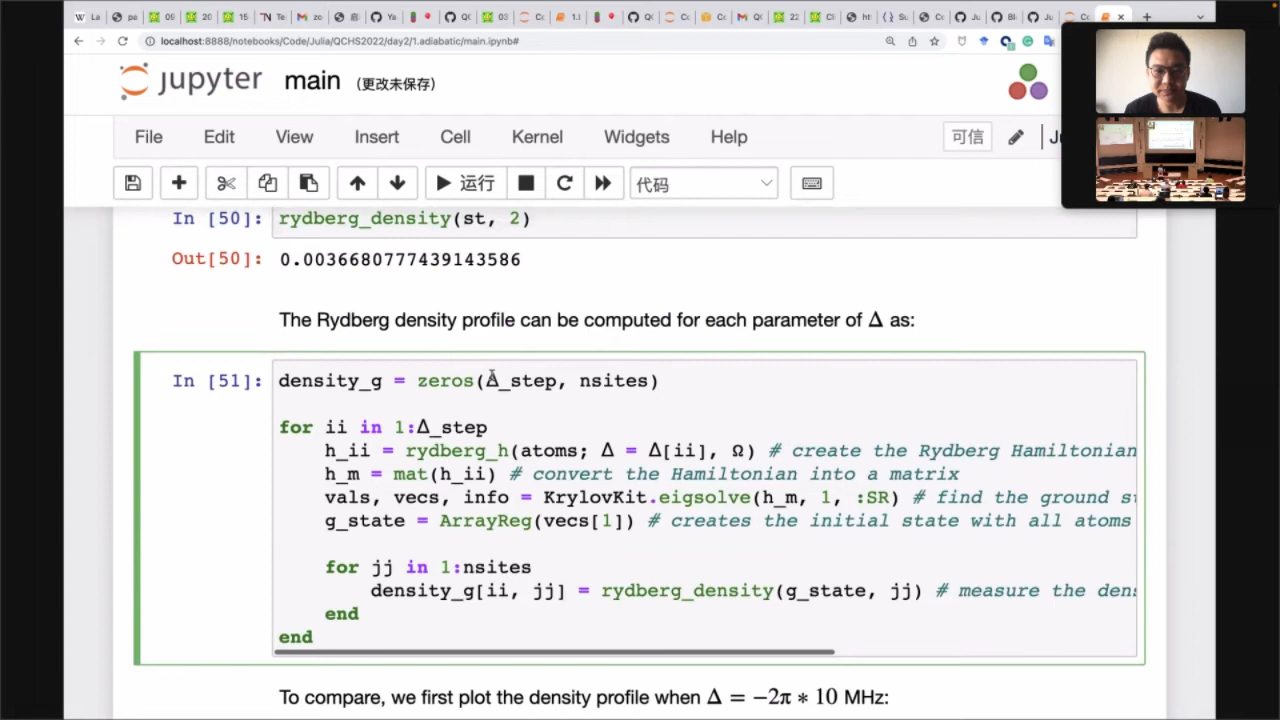 localhost:8888/notebooks/Code/Julia/QCHS2022/day2/1.adiabatic/main.ipynb#
jupyter main (更改未保存)
File Edit View Insert Cell Kernel Widgets Help 可信
运行 代码
In [50]: rydberg_density(st, 2)
Out[50]: 0.0036680777439143586
The Rydberg density profile can be computed for each parameter of Δ as:
In [51]: density_g = zeros(Δ_step, nsites)
for ii in 1:Δ_step
h_ii = rydberg_h(atoms; Δ = Δ[ii], Ω) # create the Rydberg Hamiltonian
h_m = mat(h_ii) # convert the Hamiltonian into a matrix
vals, vecs, info = KrylovKit.eigsolve(h_m, 1, :SR) # find the ground
g_state = ArrayReg(vecs[1]) # creates the initial state with all atoms
for jj in 1:nsites
density_g[ii, jj] = rydberg_density(g_state, jj) # measure the
end
end
To compare, we first plot the density profile when Δ = −2π ∗ 10 MHz: